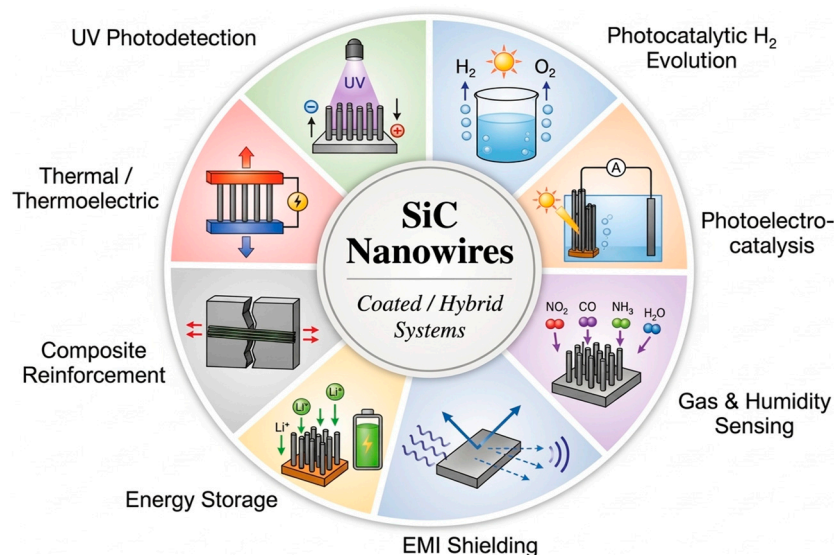 UV Photodetection
Photocatalytic H₂
Evolution
UV
H₂
O₂
Thermal /
Thermoelectric
A
Photoelectro-
catalysis
SiC
Nanowires
Coated / Hybrid
Systems
NO₂
CO
NH₃
H₂O
Composite
Reinforcement
Gas & Humidity
Sensing
Li⁺
Li⁺
Li⁺
Energy Storage
EMI Shielding